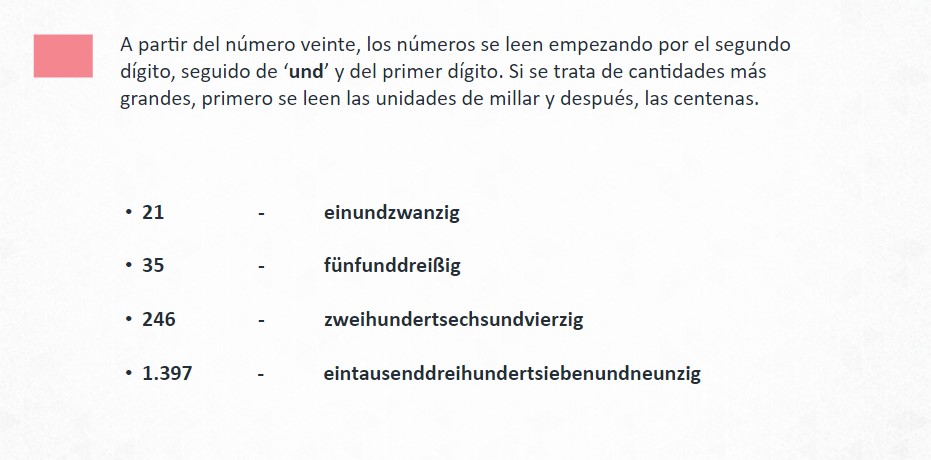 A partir del número veinte, los números se leen empezando por el segundo
dígito, seguido de ‘und’ y del primer dígito. Si se trata de cantidades más
grandes, primero se leen las unidades de millar y después, las centenas.
• 21 - einundzwanzig
• 35 - fünfunddreißig
• 246 - zweihundertsechsundvierzig
• 1.397 - eintausenddreihundertsiebenundneunzig